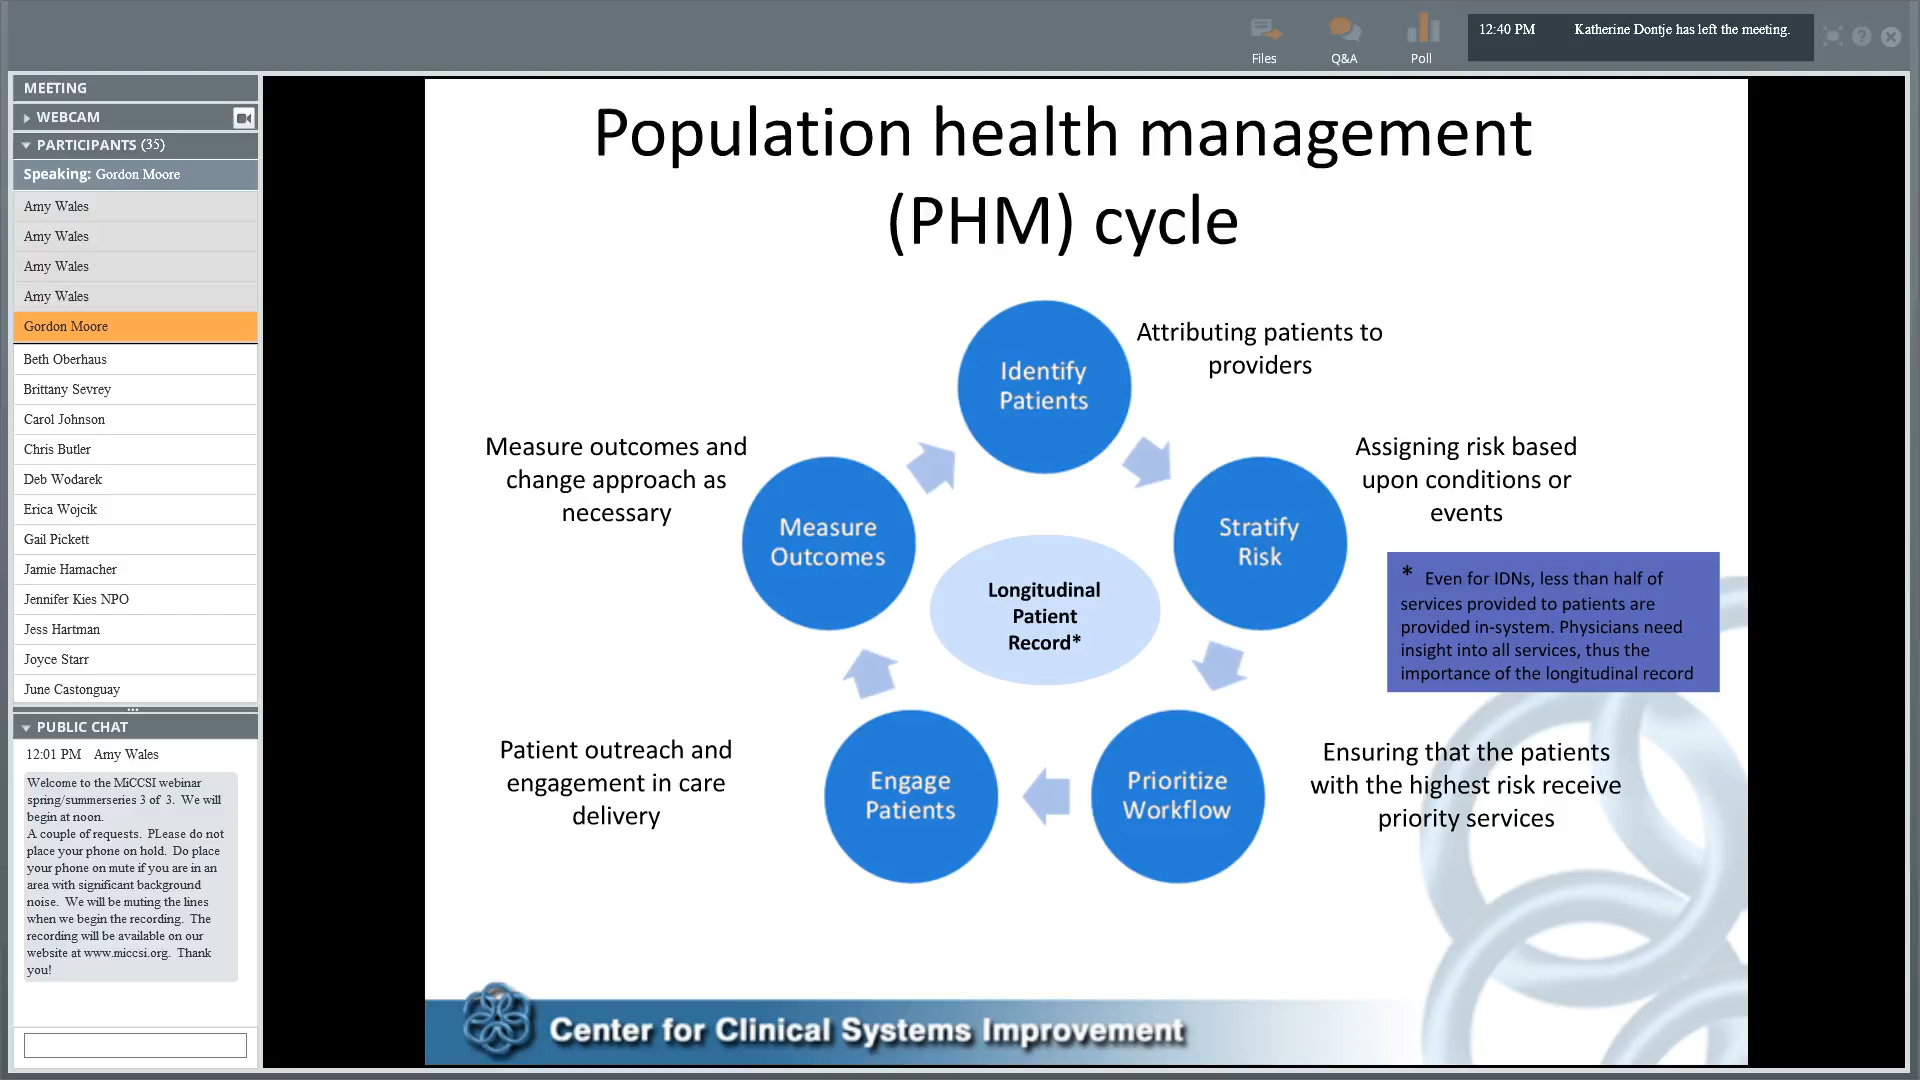 Files
Q&A
Poll
12:40 PM Katherine Dontje has left the meeting.
MEETING
WEBCAM
PARTICIPANTS (35)
Speaking: Gordon Moore
Amy Wales
Amy Wales
Amy Wales
Amy Wales
Gordon Moore
Beth Oberhaus
Brittany Sevrey
Carol Johnson
Chris Butler
Deb Wodarek
Erica Wojcik
Gail Pickett
Jamie Hamacher
Jennifer Kies NPO
Jess Hartman
Joyce Starr
June Castonguay
PUBLIC CHAT
12:01 PM Amy Wales
Welcome to the MiCCSI webinar
spring/summerseries 3 of 3. We will
begin at noon.
A couple of requests. PLease do not
place your phone on hold. Do place
your phone on mute if you are in an
area with significant background
noise. We will be muting the lines
when we begin the recording. The
recording will be available on our
website at www.miccsi.org. Thank
you!
Population health management
(PHM) cycle
Identify
Patients
Attributing patients to
providers
Stratify
Risk
Assigning risk based
upon conditions or
events
* Even for IDNs, less than half of
services provided to patients are
provided in-system. Physicians need
insight into all services, thus the
importance of the longitudinal record
Prioritize
Workflow
Ensuring that the patients
with the highest risk receive
priority services
Engage
Patients
Patient outreach and
engagement in care
delivery
Measure
Outcomes
Measure outcomes and
change approach as
necessary
Longitudinal
Patient
Record*
Center for Clinical Systems Improvement